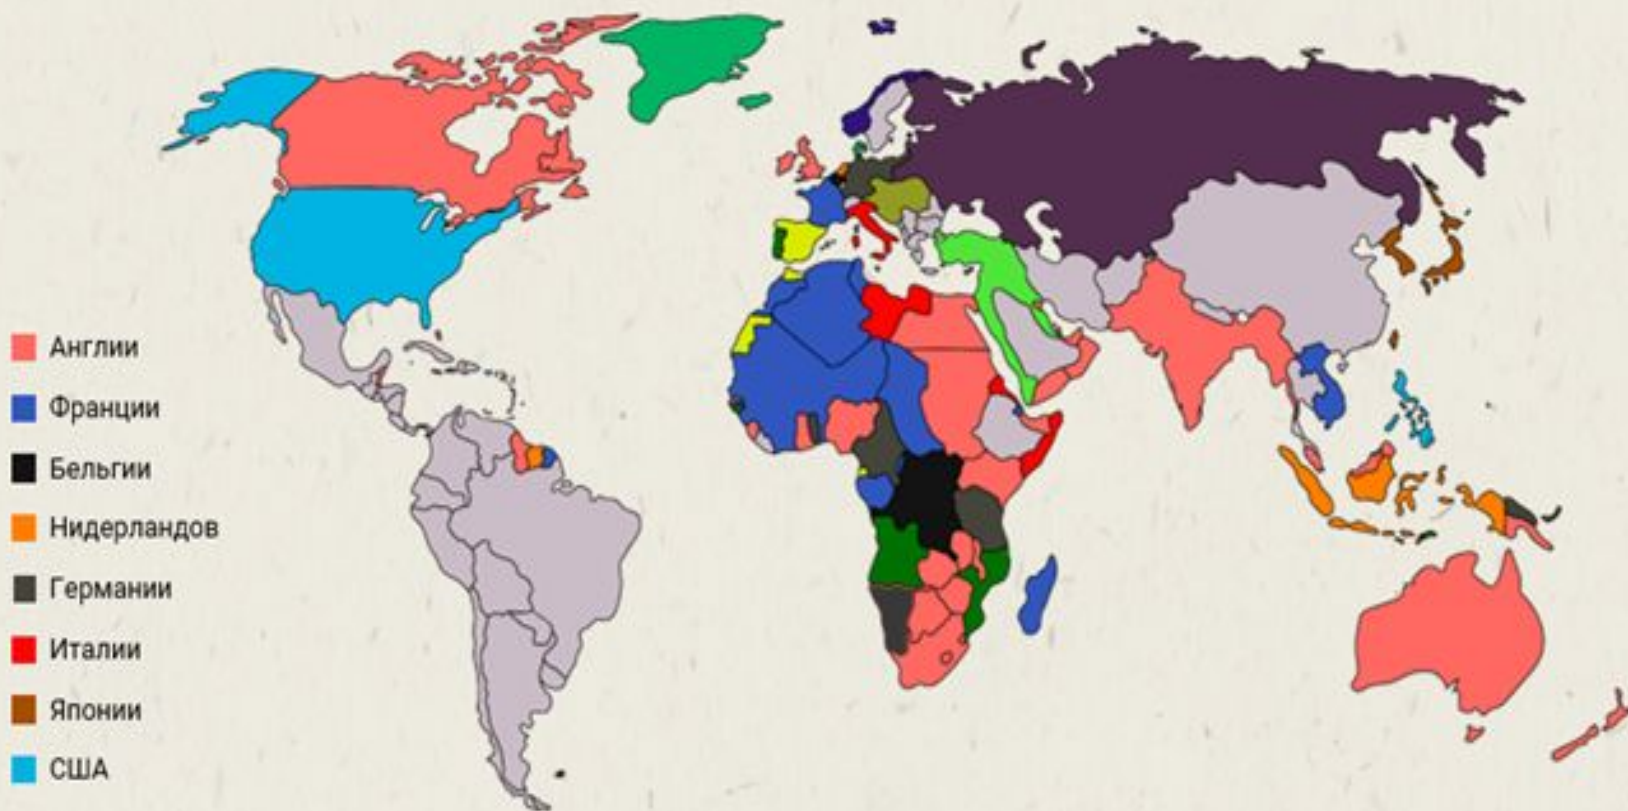 Англии
Франции
Бельгии
Нидерландов
Германии
Италии
Японии
США